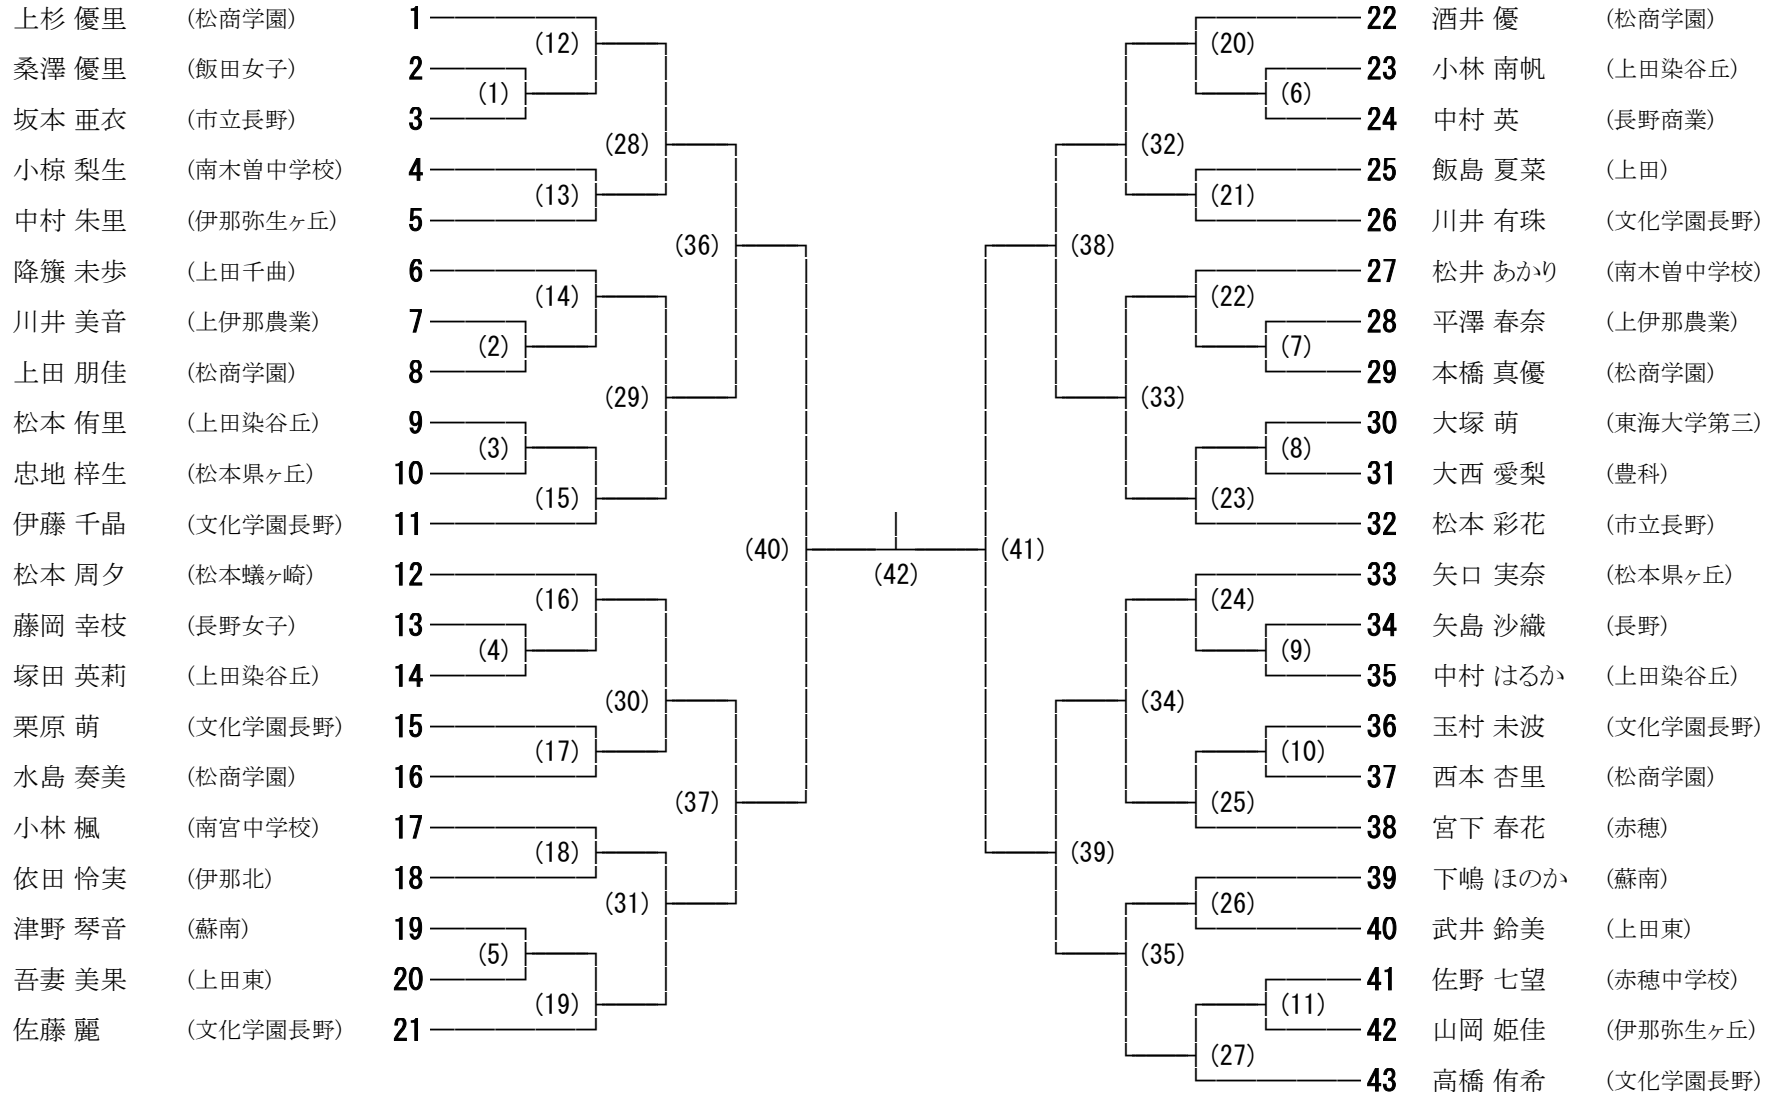 上杉 優里 (松商学園) 1
桑澤 優里 (飯田女子) 2
坂本 亜衣 (市立長野) 3
小椋 梨生 (南木曽中学校) 4
中村 朱里 (伊那弥生ヶ丘) 5
降籏 未歩 (上田千曲) 6
川井 美音 (上伊那農業) 7
上田 朋佳 (松商学園) 8
松本 侑里 (上田染谷丘) 9
忠地 梓生 (松本県ヶ丘) 10
伊藤 千晶 (文化学園長野) 11
松本 周夕 (松本蟻ヶ崎) 12
藤岡 幸枝 (長野女子) 13
塚田 英莉 (上田染谷丘) 14
栗原 萌 (文化学園長野) 15
水島 奏美 (松商学園) 16
小林 楓 (南宮中学校) 17
依田 怜実 (伊那北) 18
津野 琴音 (蘇南) 19
吾妻 美果 (上田東) 20
佐藤 麗 (文化学園長野) 21
(1)
(2)
(3)
(4)
(5)
(12)
(13)
(14)
(15)
(16)
(17)
(18)
(19)
(28)
(29)
(30)
(31)
(36)
(37)
(40)
(42)
(41)
(38)
(39)
(32)
(33)
(34)
(35)
(20)
(21)
(22)
(23)
(24)
(25)
(26)
(27)
(6)
(7)
(8)
(9)
(10)
(11)
22 酒井 優 (松商学園)
23 小林 南帆 (上田染谷丘)
24 中村 英 (長野商業)
25 飯島 夏菜 (上田)
26 川井 有珠 (文化学園長野)
27 松井 あかり (南木曽中学校)
28 平澤 春奈 (上伊那農業)
29 本橋 真優 (松商学園)
30 大塚 萌 (東海大学第三)
31 大西 愛梨 (豊科)
32 松本 彩花 (市立長野)
33 矢口 実奈 (松本県ヶ丘)
34 矢島 沙織 (長野)
35 中村 はるか (上田染谷丘)
36 玉村 未波 (文化学園長野)
37 西本 杏里 (松商学園)
38 宮下 春花 (赤穂)
39 下嶋 ほのか (蘇南)
40 武井 鈴美 (上田東)
41 佐野 七望 (赤穂中学校)
42 山岡 姫佳 (伊那弥生ヶ丘)
43 高橋 侑希 (文化学園長野)